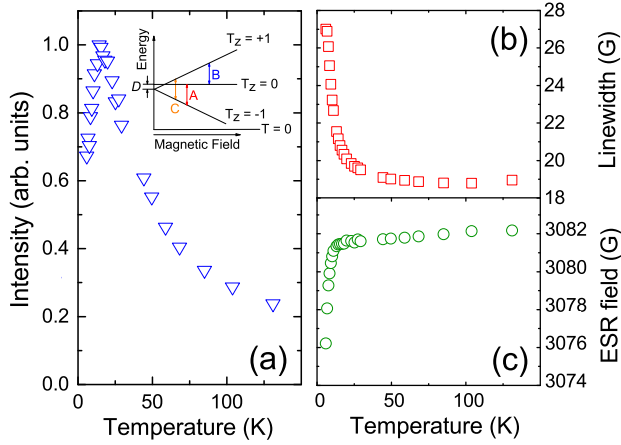 1.0
0.8
0.6
0.4
0.2
0.0
Intensity (arb. units)
0
50
100
Temperature (K)
(a)
Energy
D
T_z = +1
T_z = 0
T_z = -1
T = 0
B
A
C
Magnetic Field
(b)
28
26
24
22
20
18
Linewidth (G)
(c)
3082
3080
3078
3076
3074
ESR field (G)
0
50
100
Temperature (K)